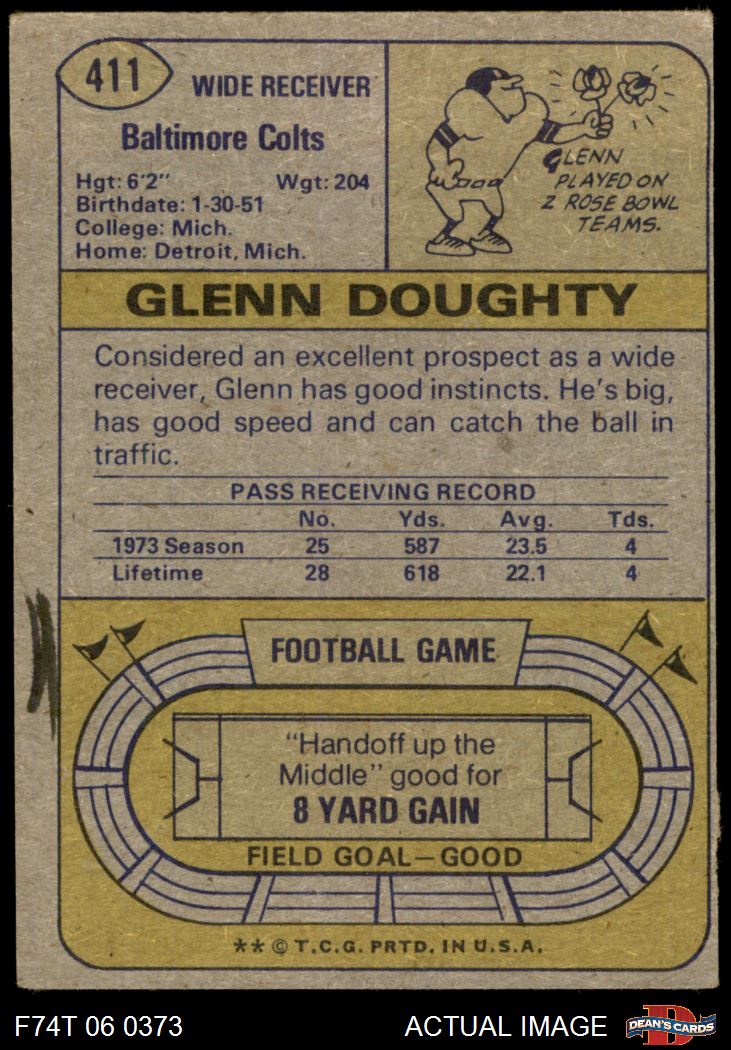 411
WIDE RECEIVER
Baltimore Colts
Hgt: 6'2" Wgt: 204
Birthdate: 1-30-51
College: Mich.
Home: Detroit, Mich.
GLENN
PLAYED ON
2 ROSE BOWL
TEAMS.
GLENN DOUGHTY
Considered an excellent prospect as a wide
receiver, Glenn has good instincts. He's big,
has good speed and can catch the ball in
traffic.
PASS RECEIVING RECORD
No. Yds. Avg. Tds.
1973 Season 25 587 23.5 4
Lifetime 28 618 22.1 4
FOOTBALL GAME
"Handoff up the
Middle" good for
8 YARD GAIN
FIELD GOAL—GOOD
** © T.C.G. PRTD. IN U.S.A.
F74T 06 0373 ACTUAL IMAGE
D
DEAN'S CARDS